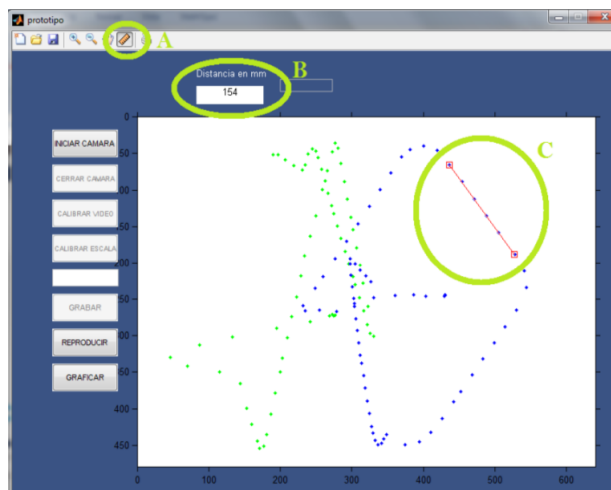 prototipo
A
Distancia en mm
B
154
C
INICIAR CAMARA
CERRAR CAMARA
CALIBRAR VIDEO
CALIBRAR ESCALA
GRABAR
REPRODUCIR
GRAFICAR
0
50
100
150
200
250
300
350
400
450
0
100
200
300
400
500
600